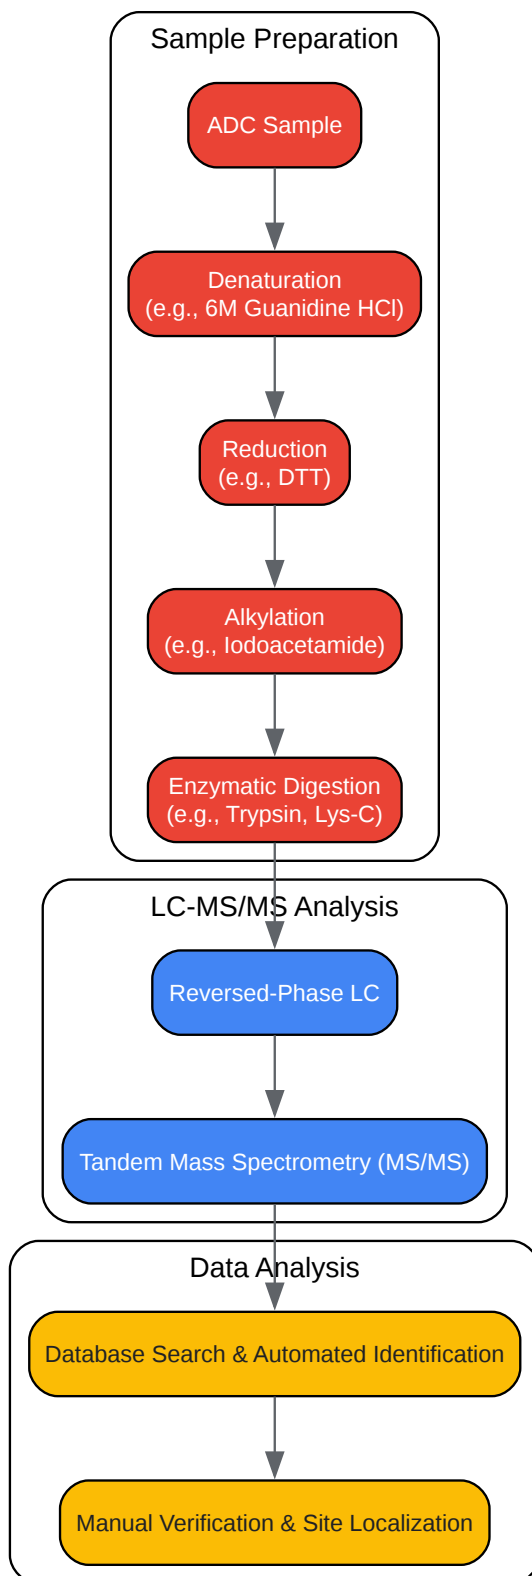 Sample Preparation
ADC Sample
Denaturation
(e.g., 6M Guanidine HCl)
Reduction
(e.g., DTT)
Alkylation
(e.g., Iodoacetamide)
Enzymatic Digestion
(e.g., Trypsin, Lys-C)
LC-MS/MS Analysis
Reversed-Phase LC
Tandem Mass Spectrometry (MS/MS)
Data Analysis
Database Search & Automated Identification
Manual Verification & Site Localization